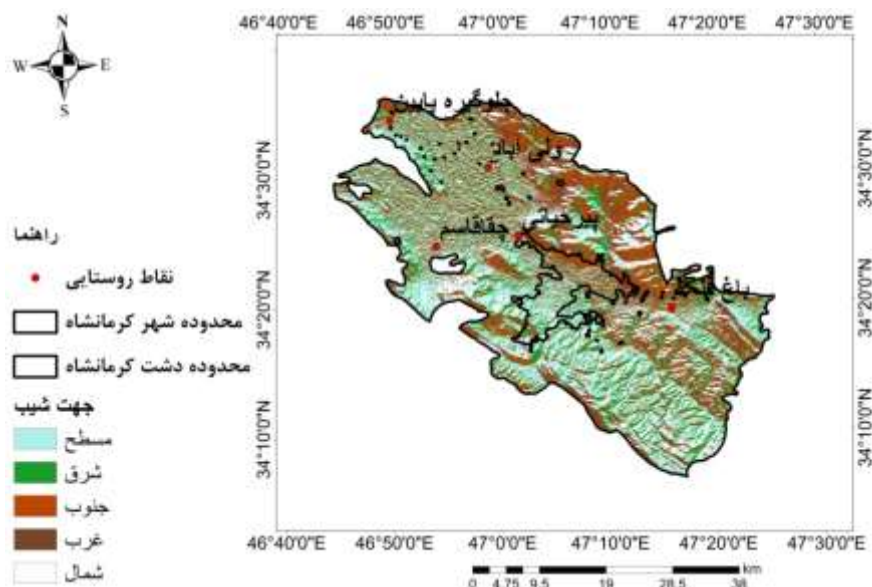 46°40'0"E 46°50'0"E 47°0'0"E 47°10'0"E 47°20'0"E 47°30'0"E
N
W E
S
جلوگیره پایین
ولی آباد
پیرحیاتی
چقاقاسم
باغ
34°30'0"N
34°20'0"N
34°10'0"N
34°30'0"N
34°20'0"N
34°10'0"N
راهنما
نقاط روستایی
محدوده شهر کرمانشاه
محدوده دشت کرمانشاه
جهت شیب
مسطح
شرق
جنوب
غرب
شمال
46°40'0"E 46°50'0"E 47°0'0"E 47°10'0"E 47°20'0"E 47°30'0"E
km
0 4.75 9.5 19 28.5 38